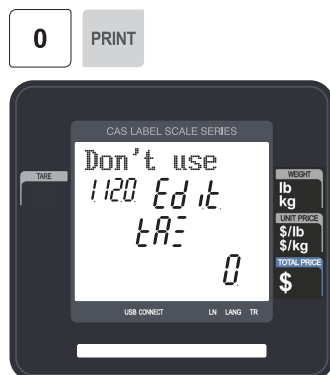 0 PRINT
CAS LABEL SCALE SERIES
Don't use
TARE
1120 Edit
WEIGHT
lb
kg
UNIT PRICE
$/lb
$/kg
TOTAL PRICE
$
0
USB CONNECT LN LANG TR